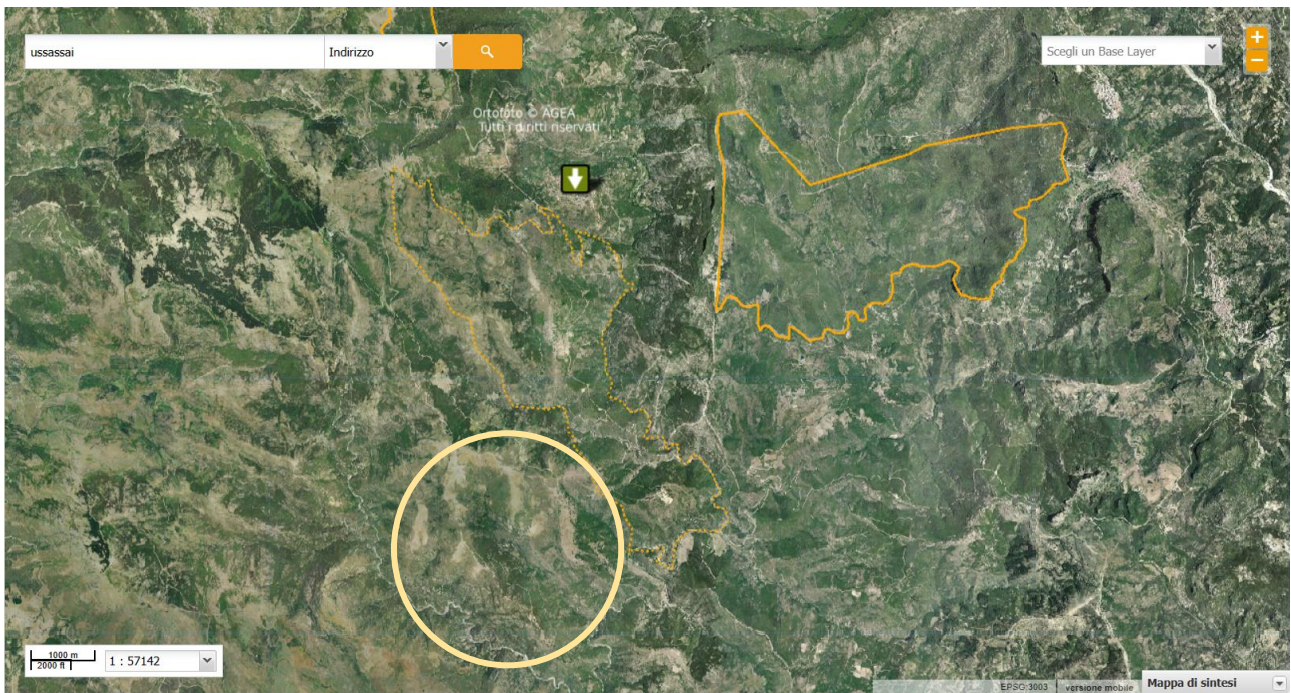 ussassai
Indirizzo
Scegli un Base Layer
+
−
Ortofoto © AGEA
Tutti i diritti riservati
1000 m
2000 ft
1 : 57142
EPSG:3003
versione mobile
Mappa di sintesi